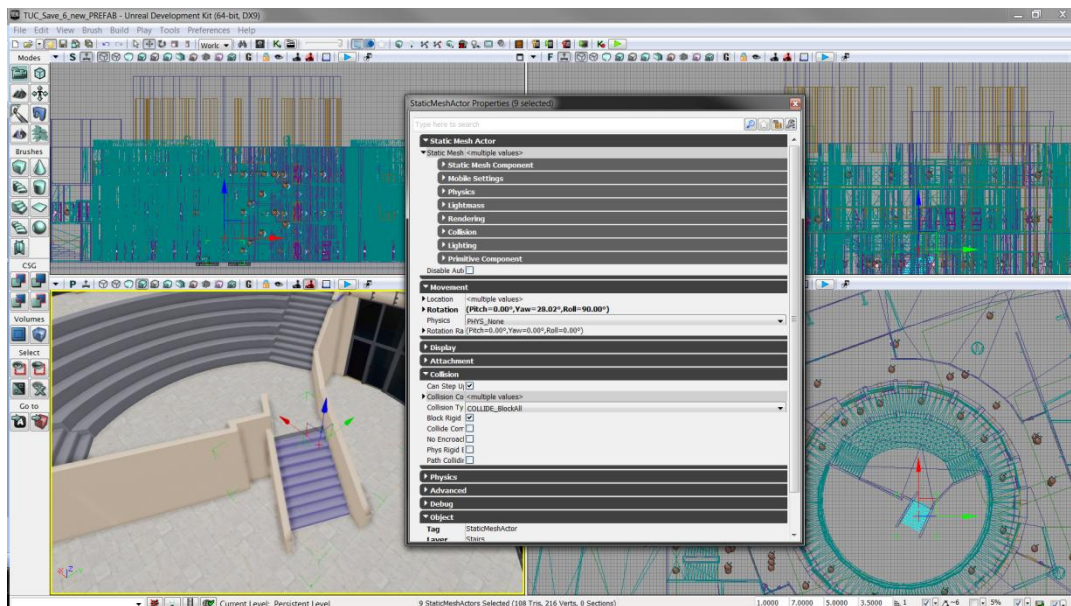 TUC_Save_6_new_PREFAB - Unreal Development Kit (64-bit, DX9)
File Edit View Brush Build Play Tools Preferences Help
Work
Modes
S
G
F
G
StaticMeshActor Properties (9 selected)
Type here to search
Static Mesh Actor
Static Mesh <multiple values>
Static Mesh Component
Mobile Settings
Physics
Lightmass
Rendering
Collision
Lighting
Primitive Component
Disable Aut
Movement
Location <multiple values>
Rotation (Pitch=0.00°,Yaw=28.02°,Roll=90.00°)
Physics PHYS_None
Rotation Ra (Pitch=0.00°,Yaw=0.00°,Roll=0.00°)
Display
Attachment
Collision
Can Step U
Collision Co <multiple values>
Collision Ty COLLIDE_BlockAll
Block Rigid
Collide Com
No Encroacl
Phys Rigid E
Path Collidi
Physics
Advanced
Debug
Object
Tag StaticMeshActor
Layer Stairs
Brushes
CSG
Volumes
Select
Go to
P
G
X
Z
Current Level: Persistent Level
9 StaticMeshActors Selected (108 Tris, 216 Verts, 0 Sections)
1.0000 7.0000 5.0000 3.5000
1
5%